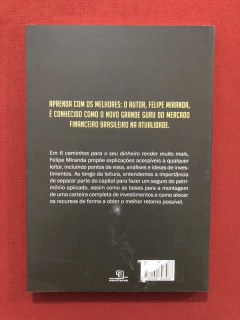 APRENDA COM OS MELHORES: O AUTOR, FELIPE MIRANDA,
É CONHECIDO COMO O NOVO GRANDE GURU DO MERCADO
FINANCEIRO BRASILEIRO NA ATUALIDADE.
Em 6 caminhos para o seu dinheiro render muito mais,
Felipe Miranda propõe explicações acessíveis a qualquer
leitor, incluindo pontos de vista, análises e ideias de inves-
timentos. Ao longo da leitura, entendemos a importância
de separar parte do capital para fazer um seguro do patri-
mônio aplicado, assim como as bases para a montagem
de uma carteira completa de investimentos e como alocar
os recursos de forma a obter o melhor retorno possível.